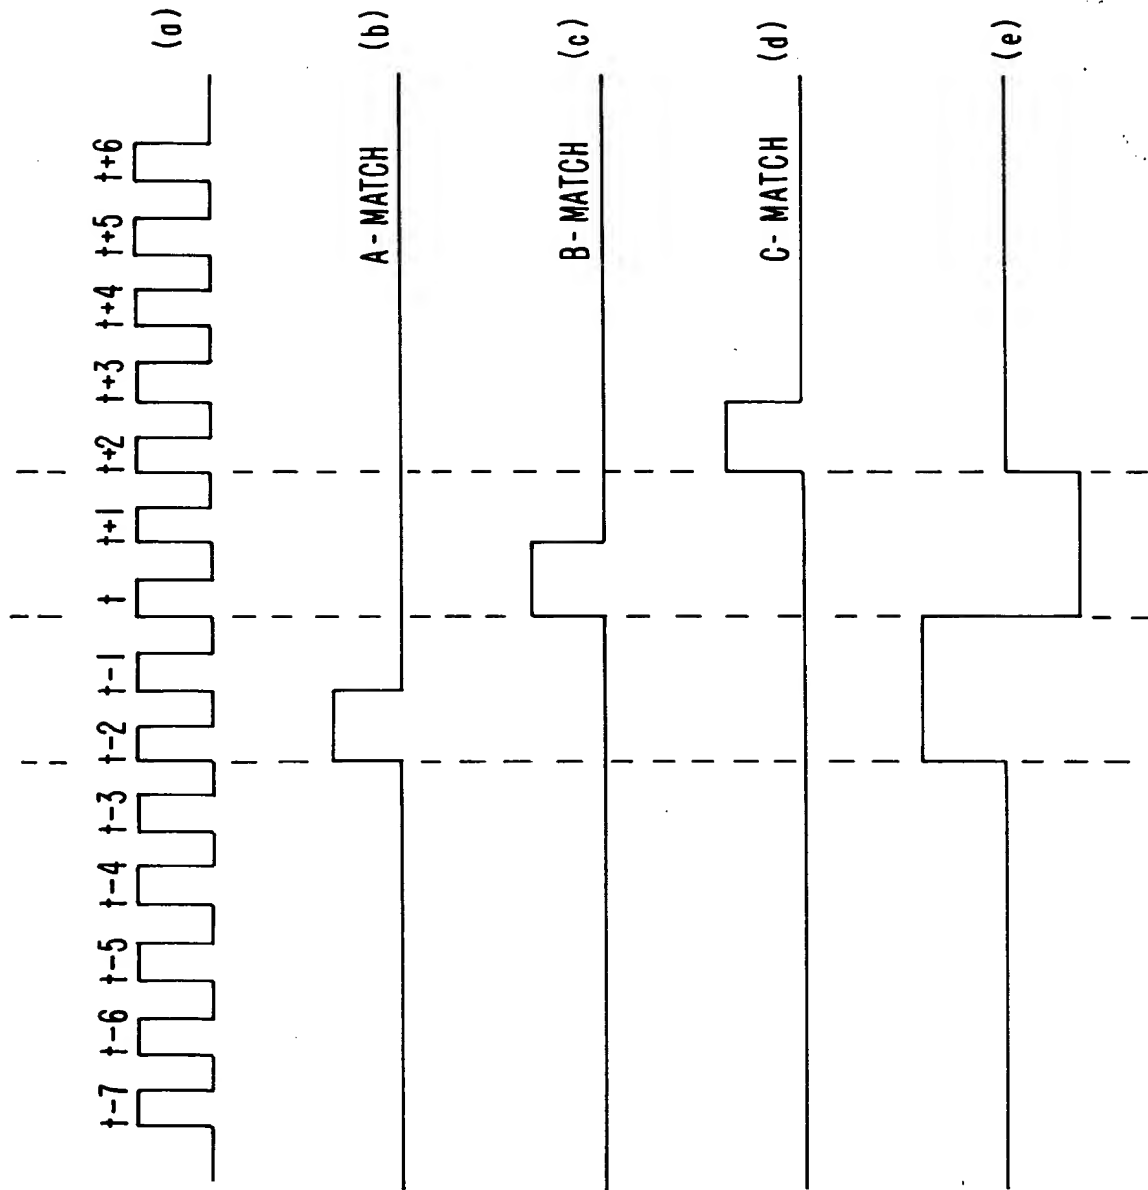 (a)
t-7 t-6 t-5 t-4 t-3 t-2 t-1 t t+1 t+2 t+3 t+4 t+5 t+6
A-MATCH (b)
B-MATCH (c)
C-MATCH (d)
(e)